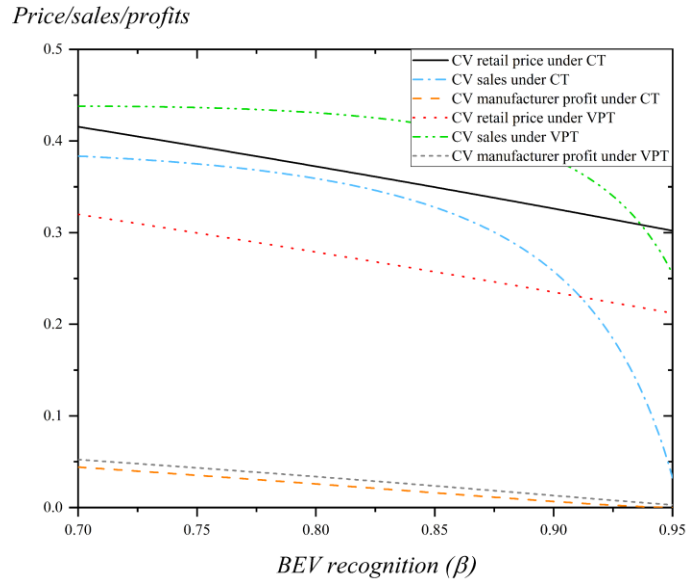 Price/sales/profits
0.5
0.4
0.3
0.2
0.1
0.0
CV retail price under CT
CV sales under CT
CV manufacturer profit under CT
CV retail price under VPT
CV sales under VPT
CV manufacturer profit under VPT
0.70 0.75 0.80 0.85 0.90 0.95
BEV recognition (β)